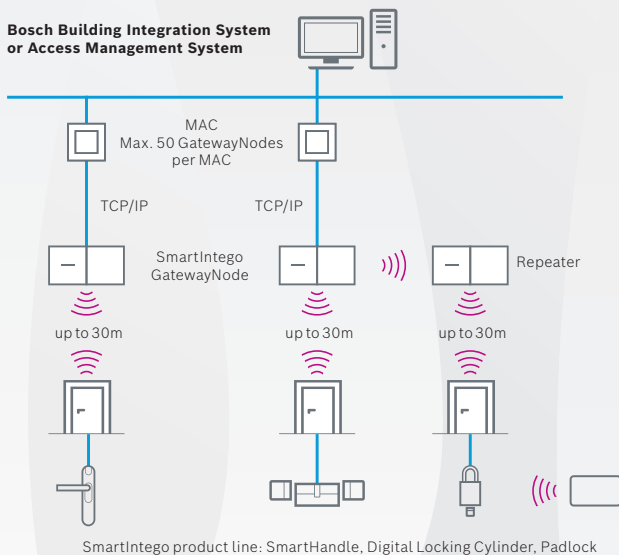 Bosch Building Integration System
or Access Management System
MAC
Max. 50 GatewayNodes
per MAC
TCP/IP
TCP/IP
SmartIntego
GatewayNode
Repeater
up to 30m
up to 30m
up to 30m
SmartIntego product line: SmartHandle, Digital Locking Cylinder, Padlock